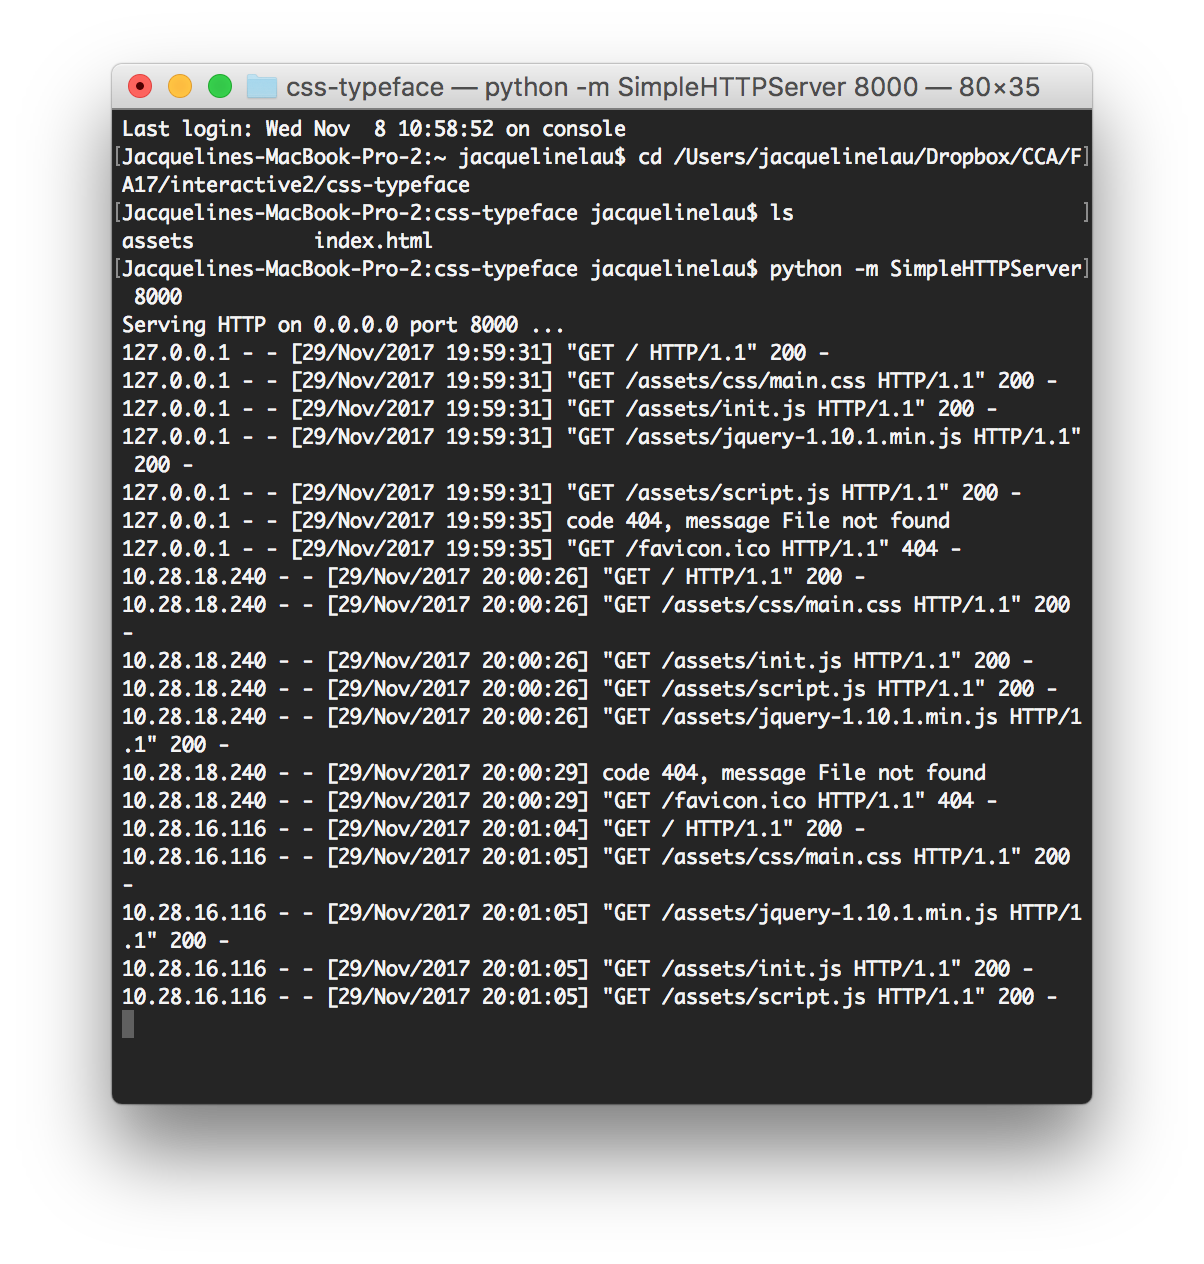 css-typeface — python -m SimpleHTTPServer 8000 — 80×35
Last login: Wed Nov  8 10:58:52 on console
[Jacquelines-MacBook-Pro-2:~ jacquelinelau$ cd /Users/jacquelinelau/Dropbox/CCA/F]
A17/interactive2/css-typeface
[Jacquelines-MacBook-Pro-2:css-typeface jacquelinelau$ ls                        ]
assets          index.html
[Jacquelines-MacBook-Pro-2:css-typeface jacquelinelau$ python -m SimpleHTTPServer]
 8000
Serving HTTP on 0.0.0.0 port 8000 ...
127.0.0.1 - - [29/Nov/2017 19:59:31] "GET / HTTP/1.1" 200 -
127.0.0.1 - - [29/Nov/2017 19:59:31] "GET /assets/css/main.css HTTP/1.1" 200 -
127.0.0.1 - - [29/Nov/2017 19:59:31] "GET /assets/init.js HTTP/1.1" 200 -
127.0.0.1 - - [29/Nov/2017 19:59:31] "GET /assets/jquery-1.10.1.min.js HTTP/1.1"
 200 -
127.0.0.1 - - [29/Nov/2017 19:59:31] "GET /assets/script.js HTTP/1.1" 200 -
127.0.0.1 - - [29/Nov/2017 19:59:35] code 404, message File not found
127.0.0.1 - - [29/Nov/2017 19:59:35] "GET /favicon.ico HTTP/1.1" 404 -
10.28.18.240 - - [29/Nov/2017 20:00:26] "GET / HTTP/1.1" 200 -
10.28.18.240 - - [29/Nov/2017 20:00:26] "GET /assets/css/main.css HTTP/1.1" 200
-
10.28.18.240 - - [29/Nov/2017 20:00:26] "GET /assets/init.js HTTP/1.1" 200 -
10.28.18.240 - - [29/Nov/2017 20:00:26] "GET /assets/script.js HTTP/1.1" 200 -
10.28.18.240 - - [29/Nov/2017 20:00:26] "GET /assets/jquery-1.10.1.min.js HTTP/1
.1" 200 -
10.28.18.240 - - [29/Nov/2017 20:00:29] code 404, message File not found
10.28.18.240 - - [29/Nov/2017 20:00:29] "GET /favicon.ico HTTP/1.1" 404 -
10.28.16.116 - - [29/Nov/2017 20:01:04] "GET / HTTP/1.1" 200 -
10.28.16.116 - - [29/Nov/2017 20:01:05] "GET /assets/css/main.css HTTP/1.1" 200
-
10.28.16.116 - - [29/Nov/2017 20:01:05] "GET /assets/jquery-1.10.1.min.js HTTP/1
.1" 200 -
10.28.16.116 - - [29/Nov/2017 20:01:05] "GET /assets/init.js HTTP/1.1" 200 -
10.28.16.116 - - [29/Nov/2017 20:01:05] "GET /assets/script.js HTTP/1.1" 200 -